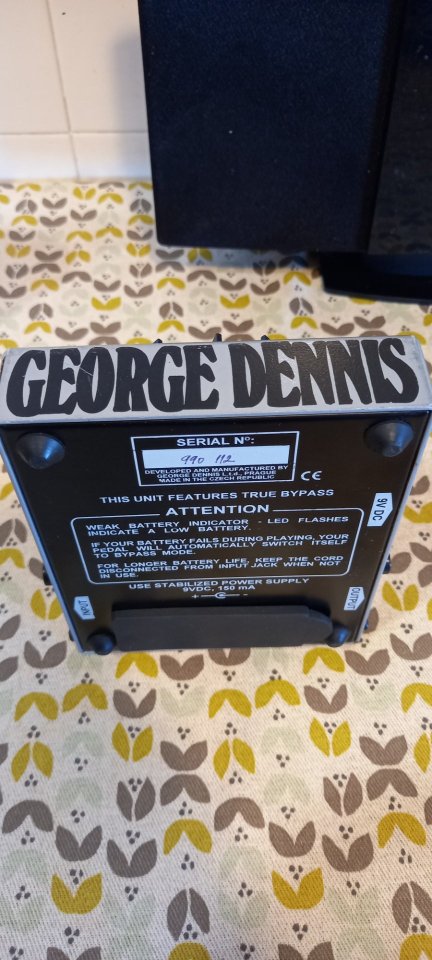 GEORGE DENNIS
SERIAL Nº:
990 112
DEVELOPED AND MANUFACTURED BY
GEORGE DENNIS L.t.d., PRAGUE
MADE IN THE CZECH REPUBLIC
CE
THIS UNIT FEATURES TRUE BYPASS
9V DC
ATTENTION
WEAK BATTERY INDICATOR - LED FLASHES
INDICATE A LOW BATTERY.
IF YOUR BATTERY FAILS DURING PLAYING, YOUR
PEDAL WILL AUTOMATICALLY SWITCH ITSELF
TO BYPASS MODE.
FOR LONGER BATTERY LIFE, KEEP THE CORD
DISCONNECTED FROM INPUT JACK WHEN NOT
IN USE.
USE STABILIZED POWER SUPPLY
9VDC, 150 mA
+ -
INPUT
OUTPUT